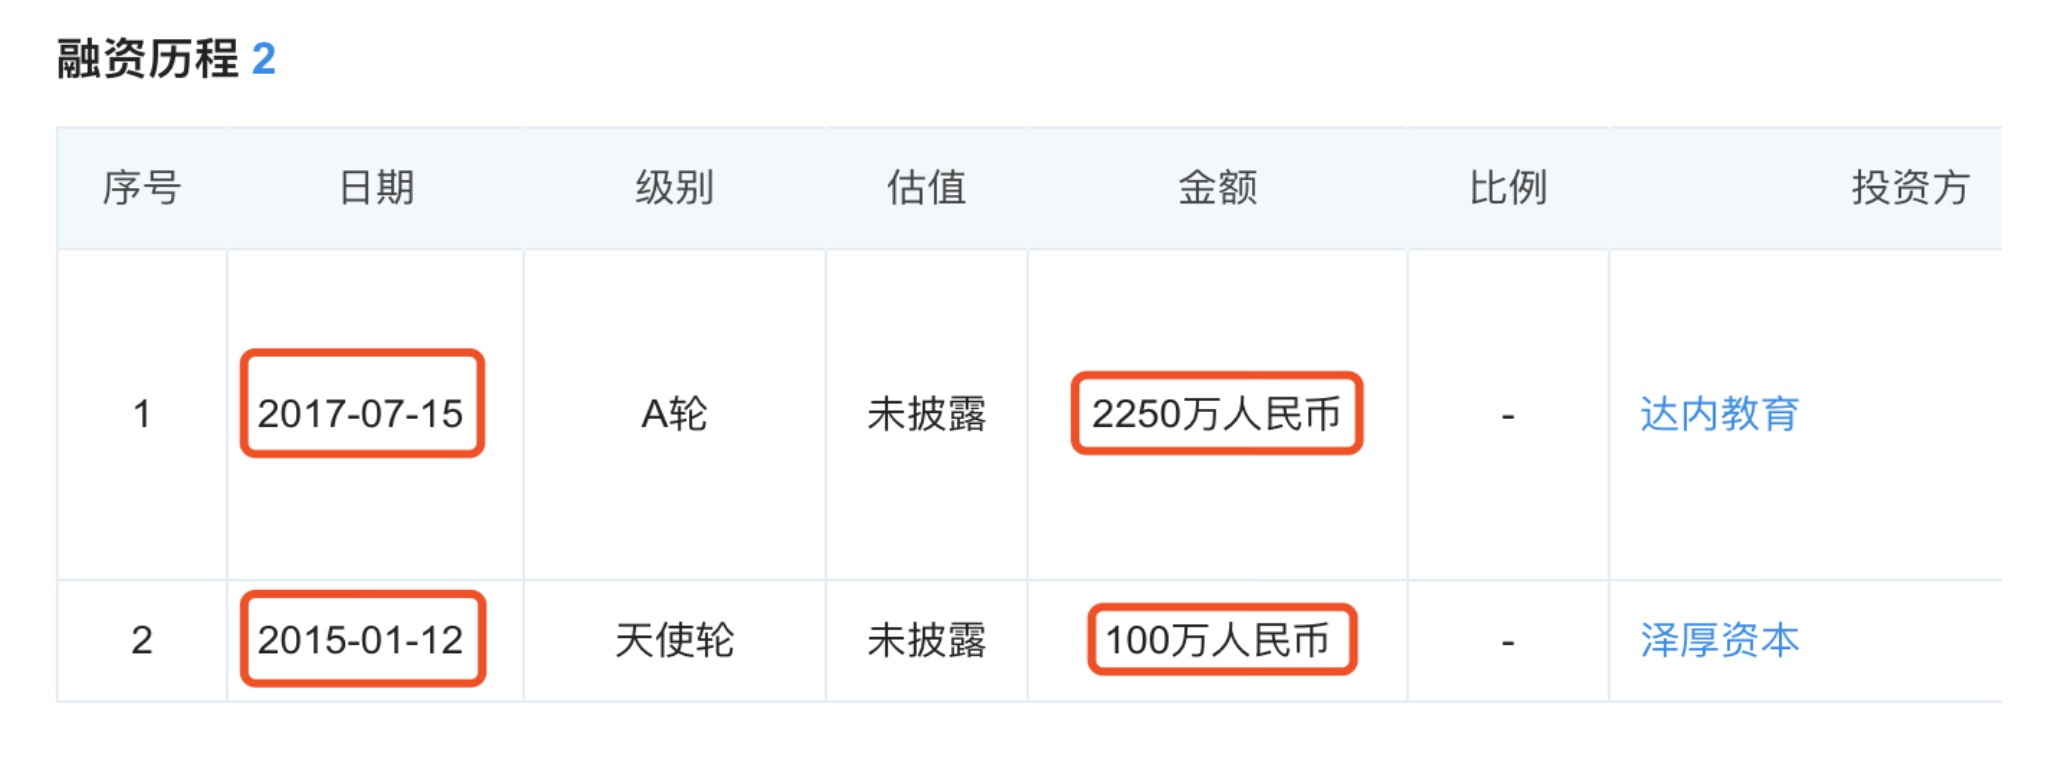 融资历程 2
序号 日期 级别 估值 金额 比例 投资方
1 2017-07-15 A轮 未披露 2250万人民币 - 达内教育
2 2015-01-12 天使轮 未披露 100万人民币 - 泽厚资本